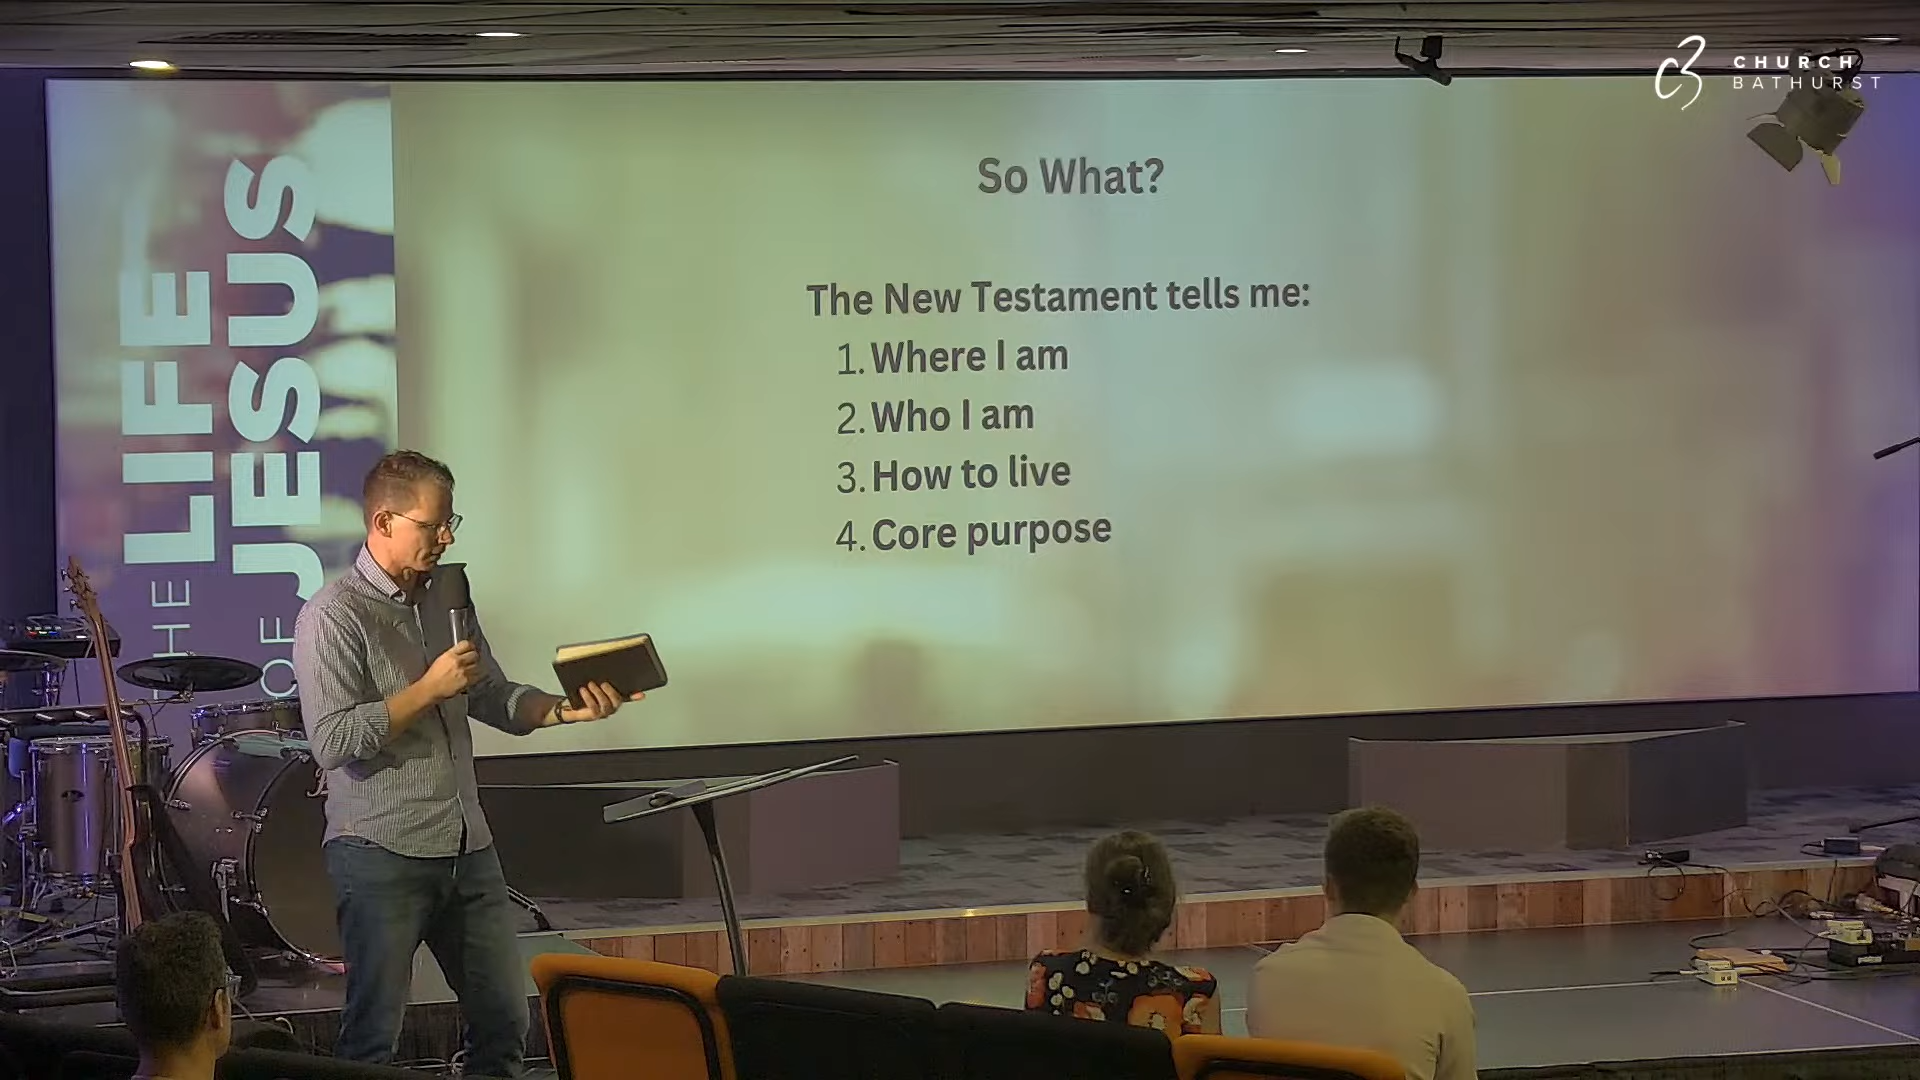 CHURCH
BATHURST
THE LIFE
OF JESUS
So What?
The New Testament tells me:
1. Where I am
2. Who I am
3. How to live
4. Core purpose